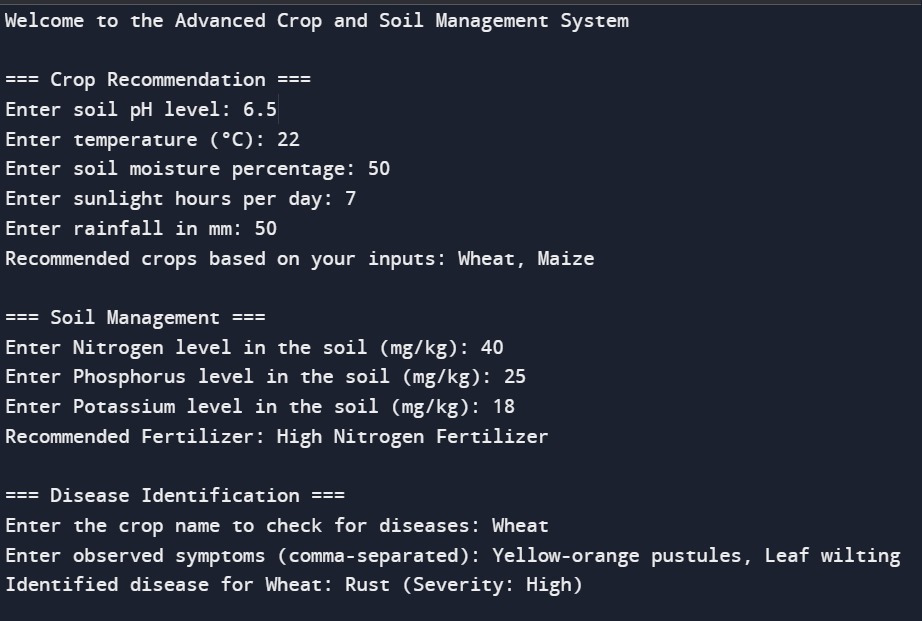 Welcome to the Advanced Crop and Soil Management System
=== Crop Recommendation ===
Enter soil pH level: 6.5
Enter temperature (°C): 22
Enter soil moisture percentage: 50
Enter sunlight hours per day: 7
Enter rainfall in mm: 50
Recommended crops based on your inputs: Wheat, Maize
=== Soil Management ===
Enter Nitrogen level in the soil (mg/kg): 40
Enter Phosphorus level in the soil (mg/kg): 25
Enter Potassium level in the soil (mg/kg): 18
Recommended Fertilizer: High Nitrogen Fertilizer
=== Disease Identification ===
Enter the crop name to check for diseases: Wheat
Enter observed symptoms (comma-separated): Yellow-orange pustules, Leaf wilting
Identified disease for Wheat: Rust (Severity: High)